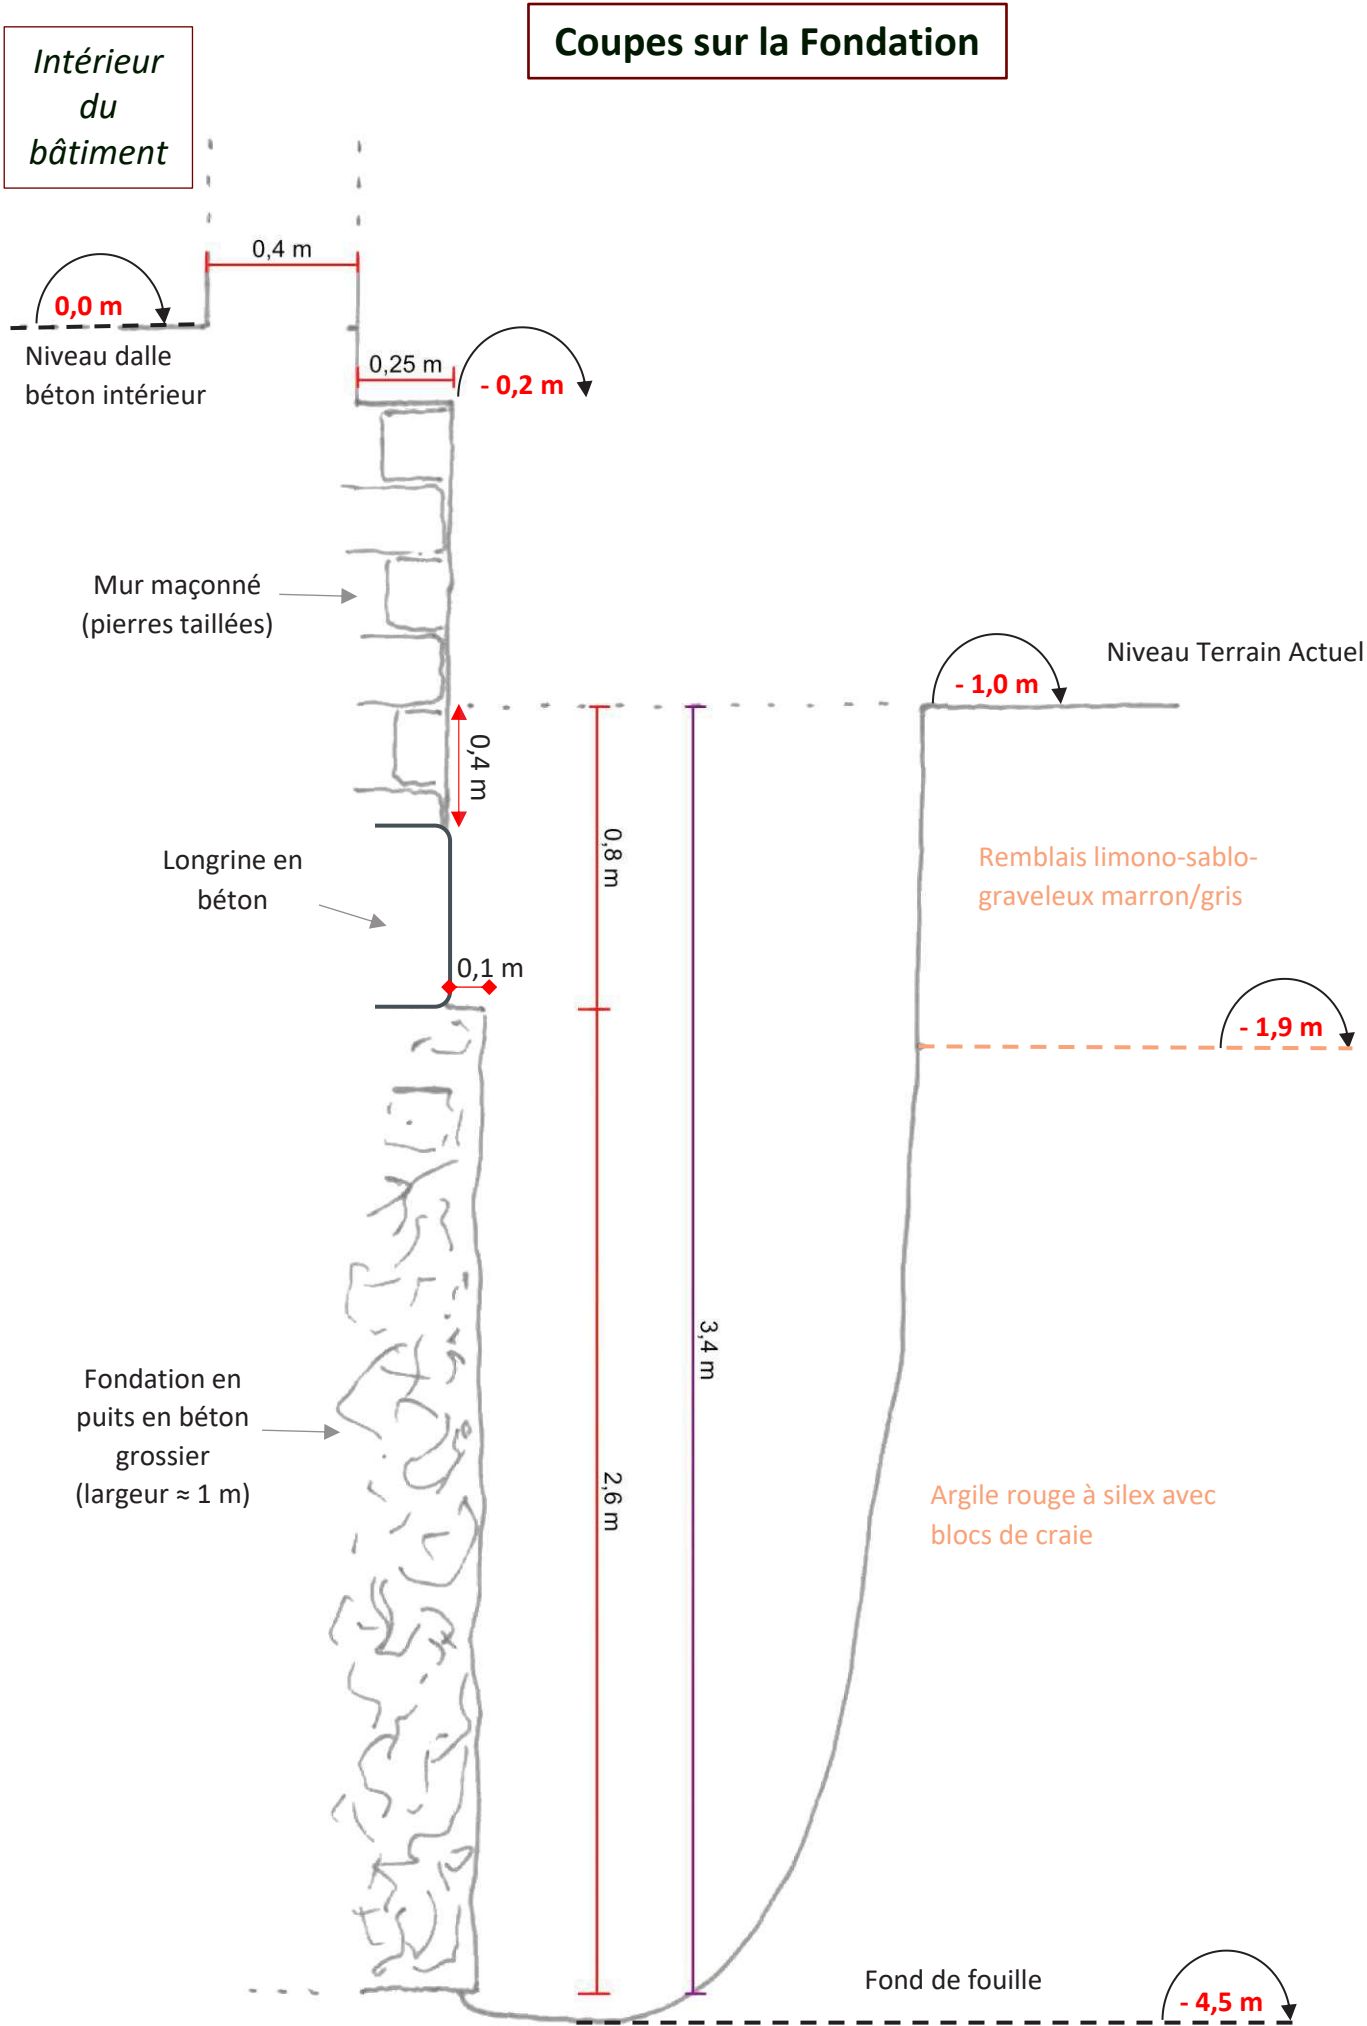 Coupes sur la Fondation
Intérieur
du
bâtiment
0,4 m
0,0 m
Niveau dalle
béton intérieur
0,25 m
- 0,2 m
Mur maçonné
(pierres taillées)
Niveau Terrain Actuel
- 1,0 m
0,4 m
0,8 m
Longrine en
béton
Remblais limono-sablo-
graveleux marron/gris
0,1 m
- 1,9 m
3,4 m
Fondation en
puits en béton
grossier
(largeur ≈ 1 m)
2,6 m
Argile rouge à silex avec
blocs de craie
Fond de fouille
- 4,5 m